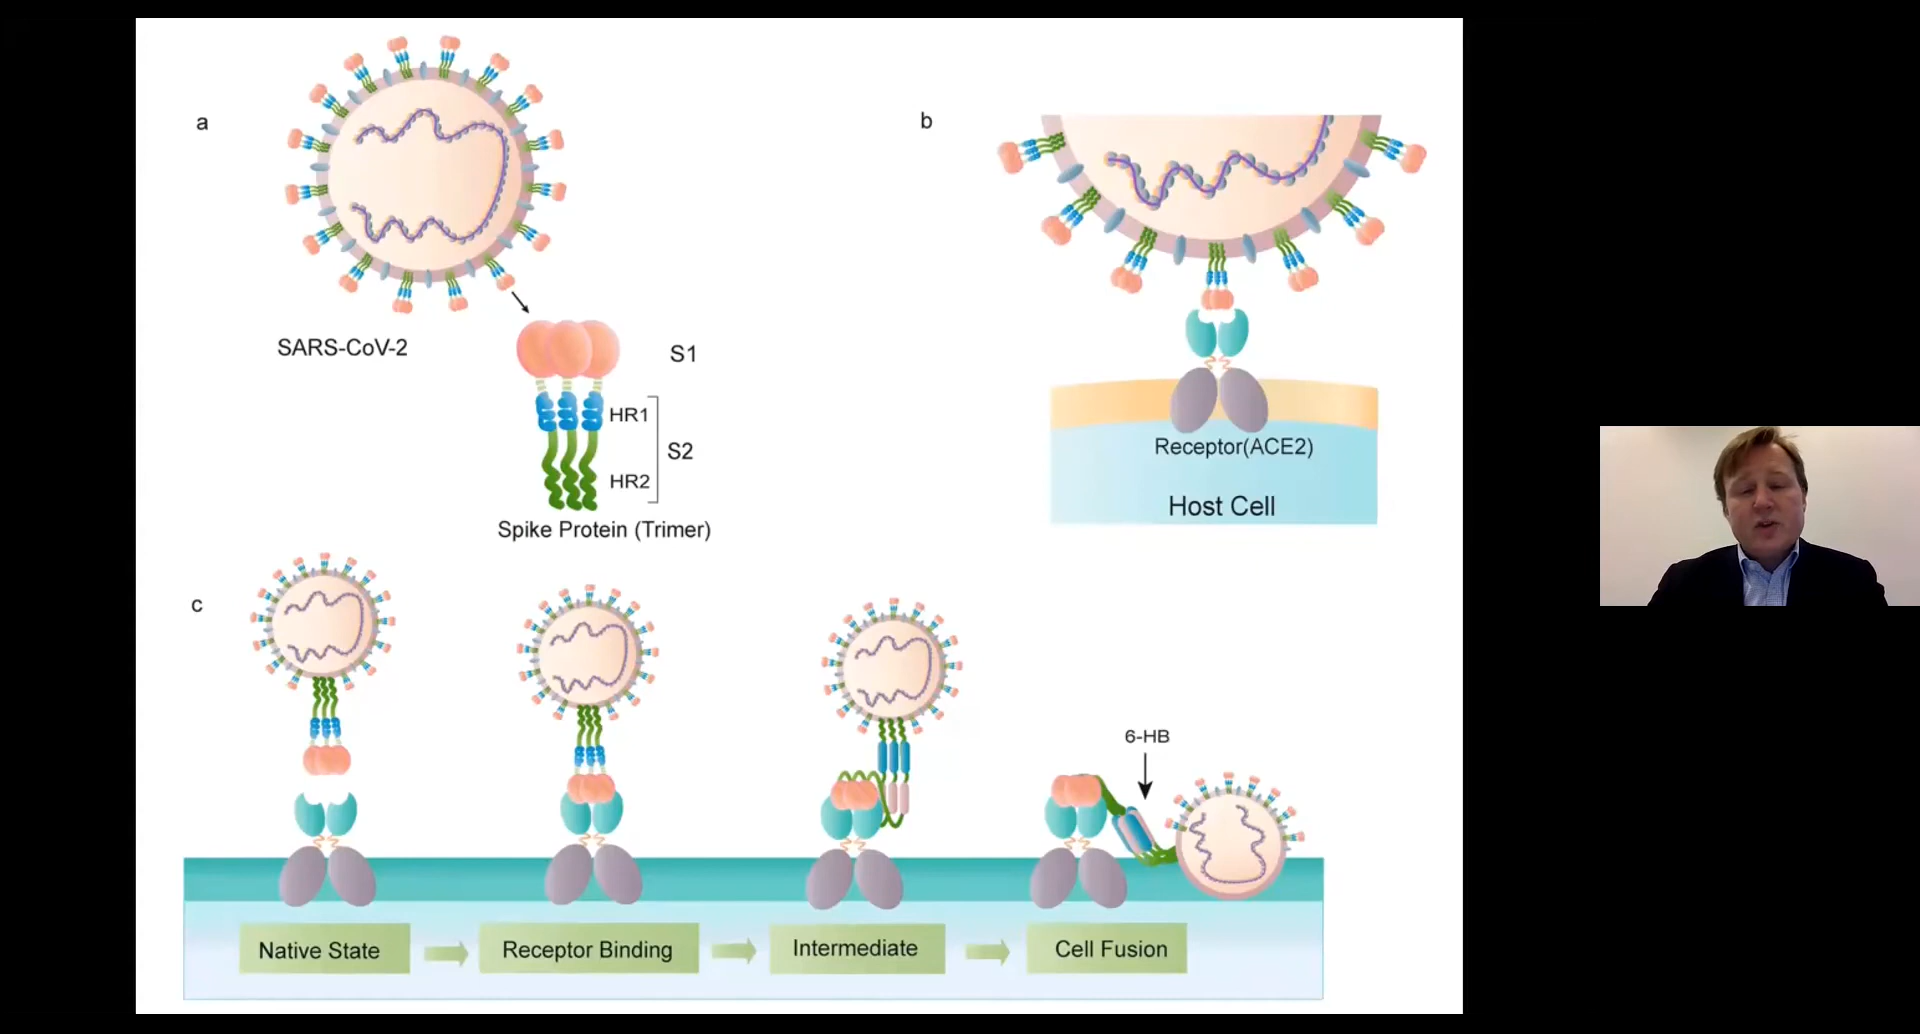 a
b
SARS-CoV-2
S1
HR1
S2
HR2
Spike Protein (Trimer)
Receptor(ACE2)
Host Cell
c
6-HB
Native State
Receptor Binding
Intermediate
Cell Fusion